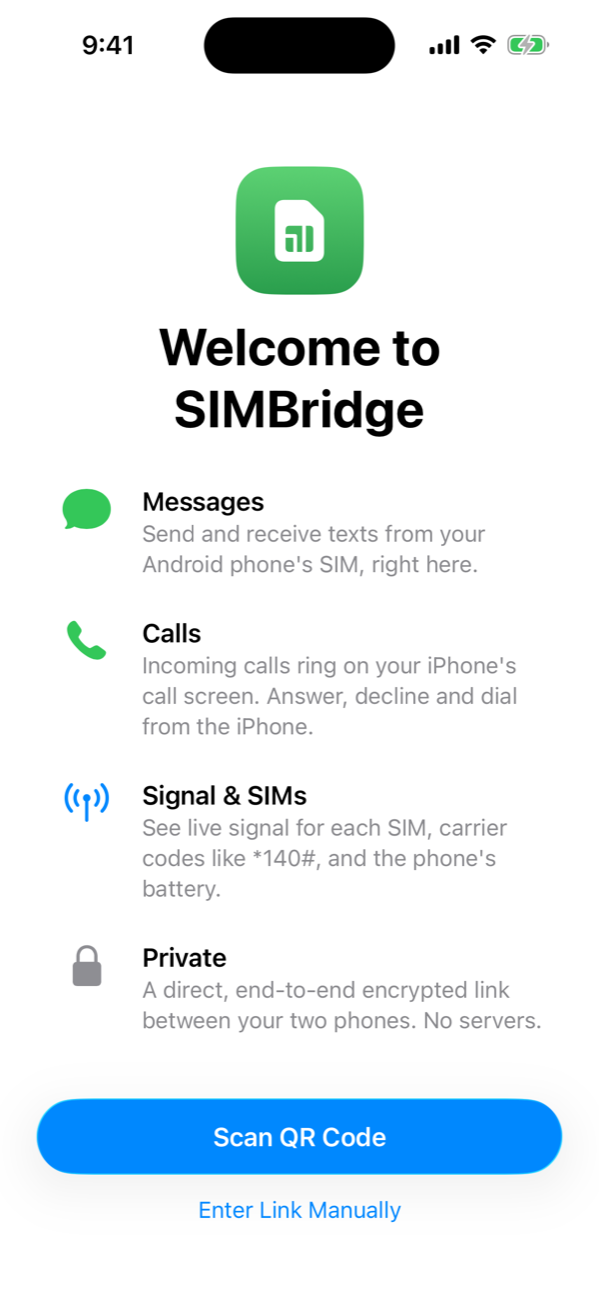 9:41
Welcome to
SIMBridge
Messages
Send and receive texts from your
Android phone's SIM, right here.
Calls
Incoming calls ring on your iPhone's
call screen. Answer, decline and dial
from the iPhone.
Signal & SIMs
See live signal for each SIM, carrier
codes like *140#, and the phone's
battery.
Private
A direct, end-to-end encrypted link
between your two phones. No servers.
Scan QR Code
Enter Link Manually